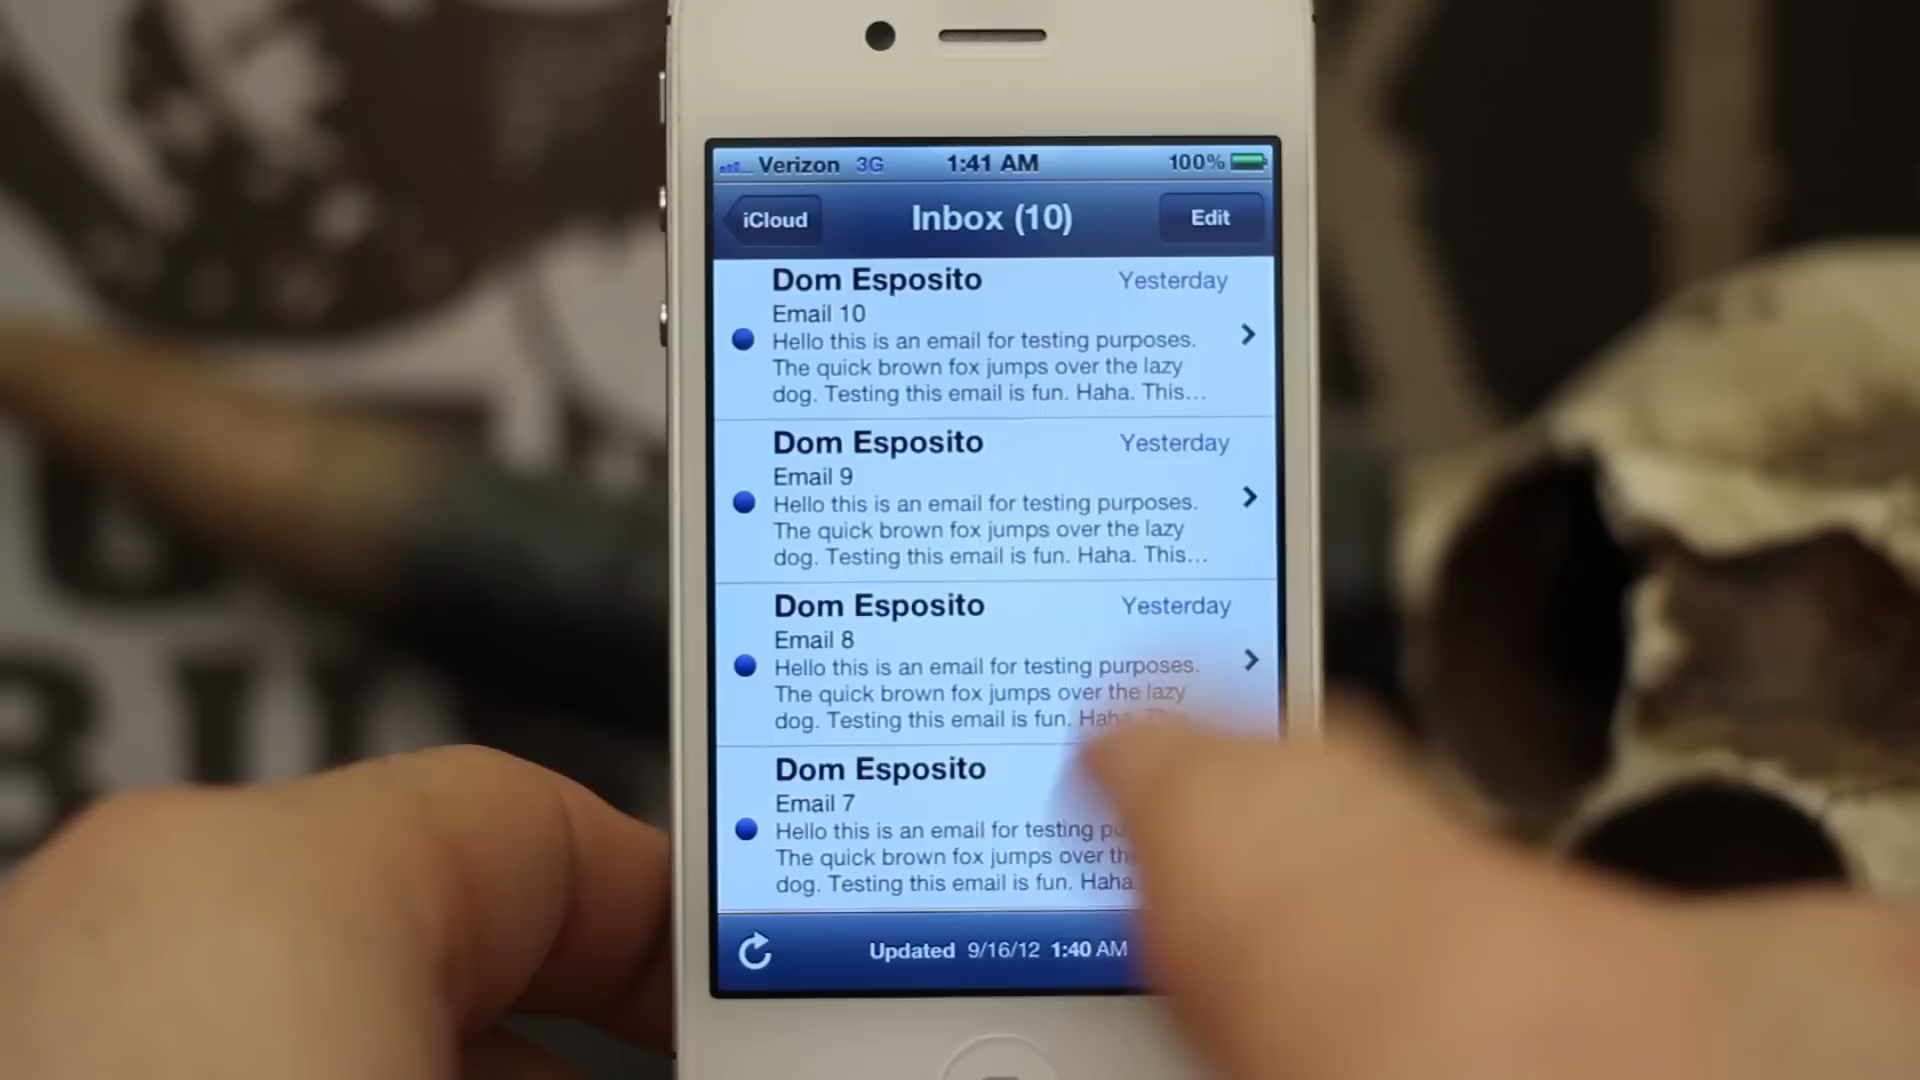 Verizon 3G 1:41 AM 100%
iCloud Inbox (10) Edit
Dom Esposito Yesterday
Email 10
Hello this is an email for testing purposes.
The quick brown fox jumps over the lazy
dog. Testing this email is fun. Haha. This...
Dom Esposito Yesterday
Email 9
Hello this is an email for testing purposes.
The quick brown fox jumps over the lazy
dog. Testing this email is fun. Haha. This...
Dom Esposito Yesterday
Email 8
Hello this is an email for testing purposes.
The quick brown fox jumps over the lazy
dog. Testing this email is fun. Haha. This...
Dom Esposito
Email 7
Hello this is an email for testing
The quick brown fox jumps over
dog. Testing this email is fun. Haha
Updated 9/16/12 1:40 AM